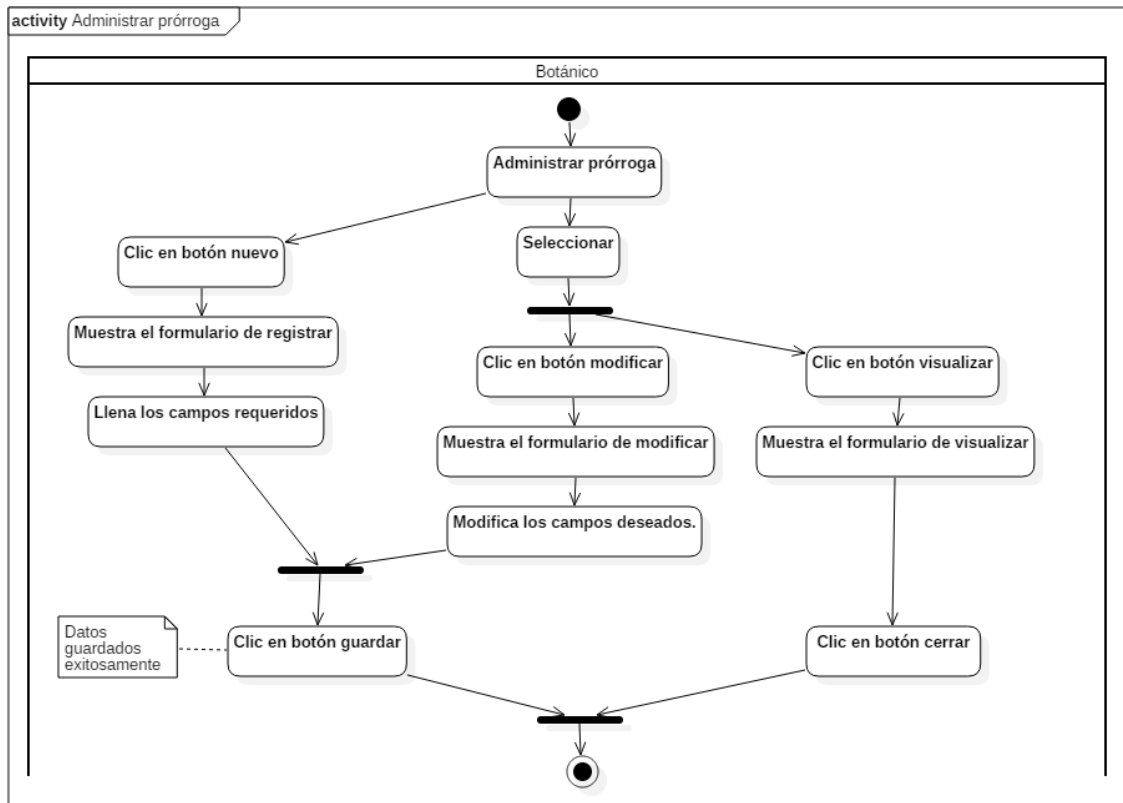 activity Administrar prórroga
Botánico
Administrar prórroga
Clic en botón nuevo
Seleccionar
Muestra el formulario de registrar
Clic en botón modificar
Clic en botón visualizar
Llena los campos requeridos
Muestra el formulario de modificar
Muestra el formulario de visualizar
Modifica los campos deseados.
Datos
guardados
exitosamente
Clic en botón guardar
Clic en botón cerrar